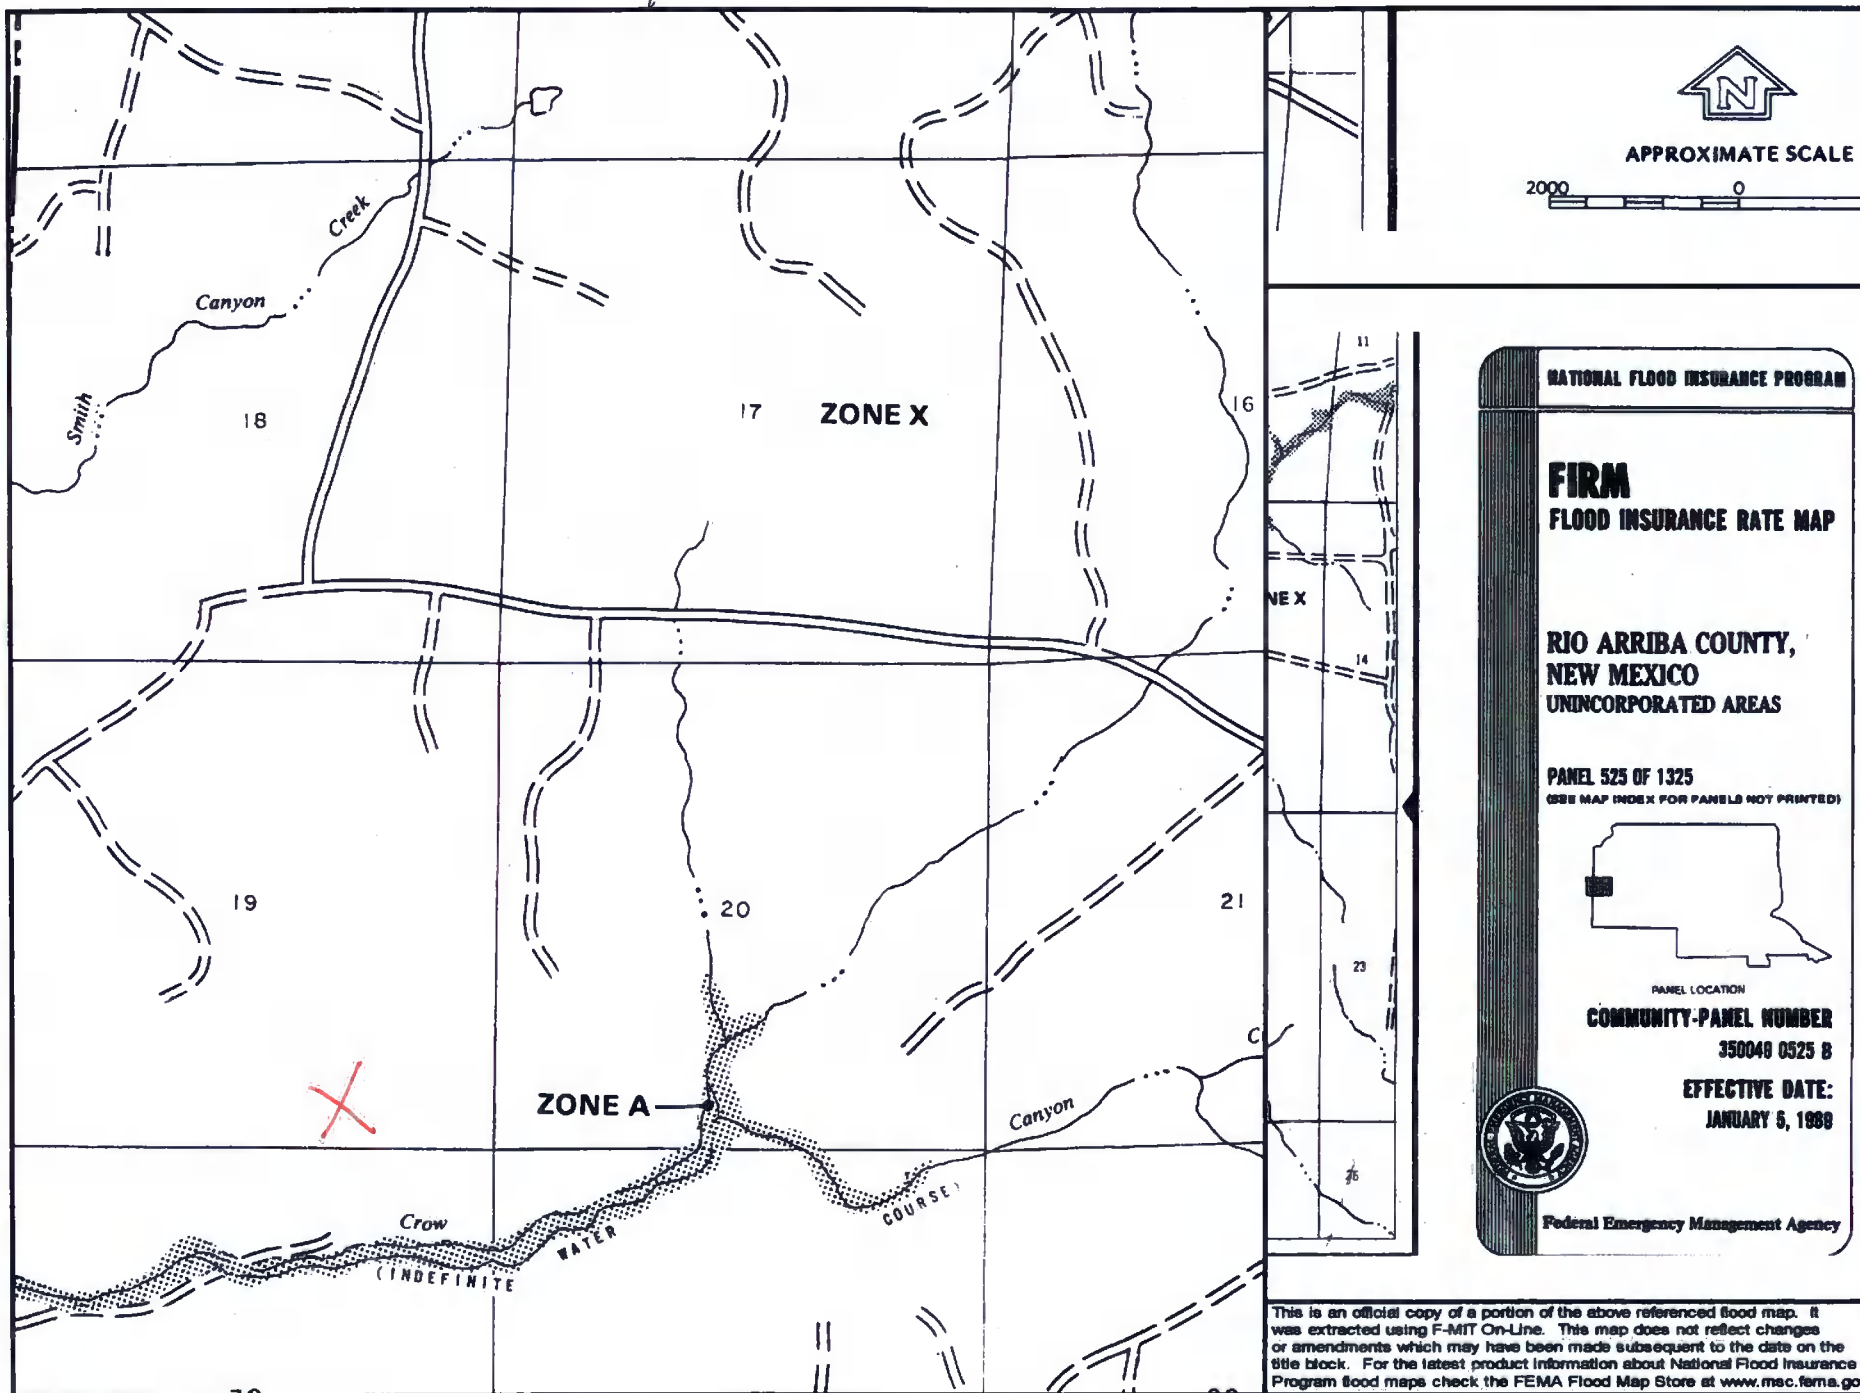 Creek
Canyon
Smith
18
17
ZONE X
16
19
20
21
ZONE A
Canyon
C
Crow
WATER
COURSE)
(INDEFINITE
N
APPROXIMATE SCALE
2000
0
11
NE X
14
23
26
NATIONAL FLOOD INSURANCE PROGRAM
FIRM
FLOOD INSURANCE RATE MAP
RIO ARRIBA COUNTY,
NEW MEXICO
UNINCORPORATED AREAS
PANEL 525 OF 1325
(SEE MAP INDEX FOR PANELS NOT PRINTED)
PANEL LOCATION
COMMUNITY-PANEL NUMBER
350049 0525 B
EFFECTIVE DATE:
JANUARY 5, 1989
Federal Emergency Management Agency
This is an official copy of a portion of the above referenced flood map. It
was extracted using F-MIT On-Line. This map does not reflect changes
or amendments which may have been made subsequent to the date on the
title block. For the latest product information about National Flood Insurance
Program flood maps check the FEMA Flood Map Store at www.msc.fema.go